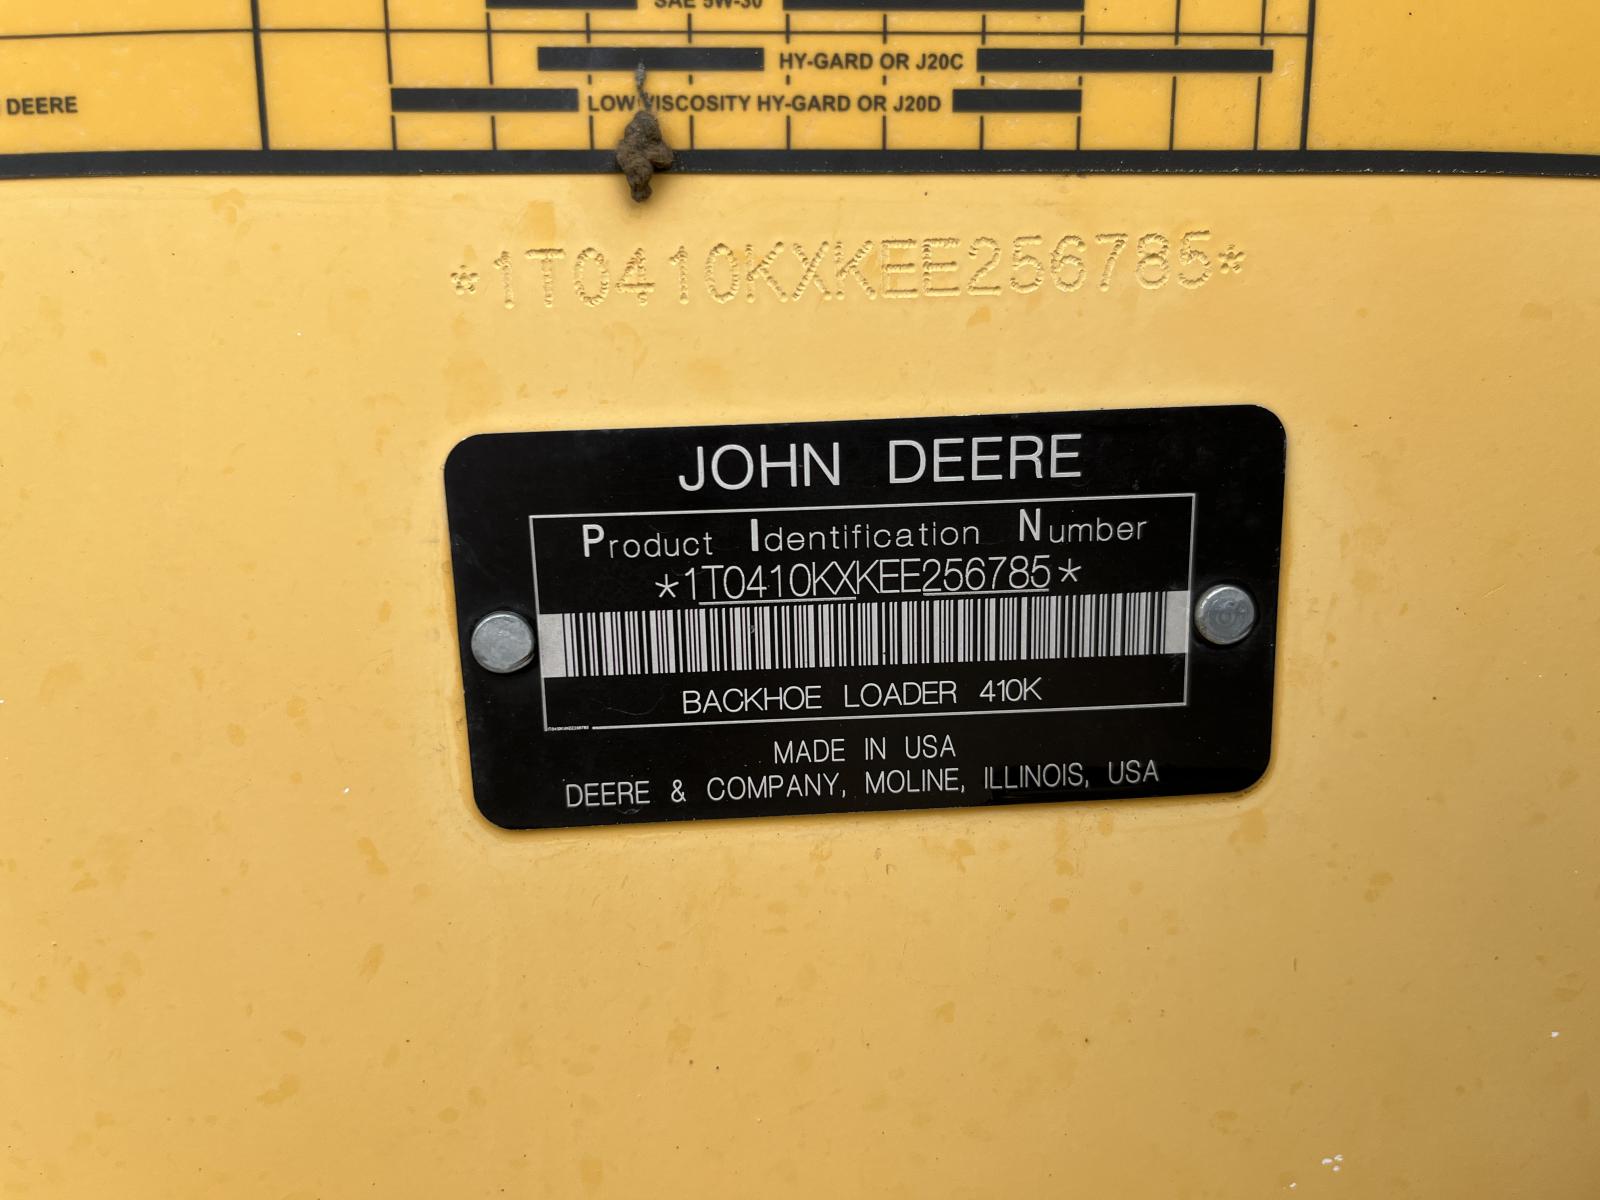 SAE 5W-30
HY-GARD OR J20C
DEERE
LOW VISCOSITY HY-GARD OR J20D
*1T0410KXKEE256785*
JOHN DEERE
Product Identification Number
*1T0410KXKEE256785*
BACKHOE LOADER 410K
MADE IN USA
DEERE & COMPANY, MOLINE, ILLINOIS, USA